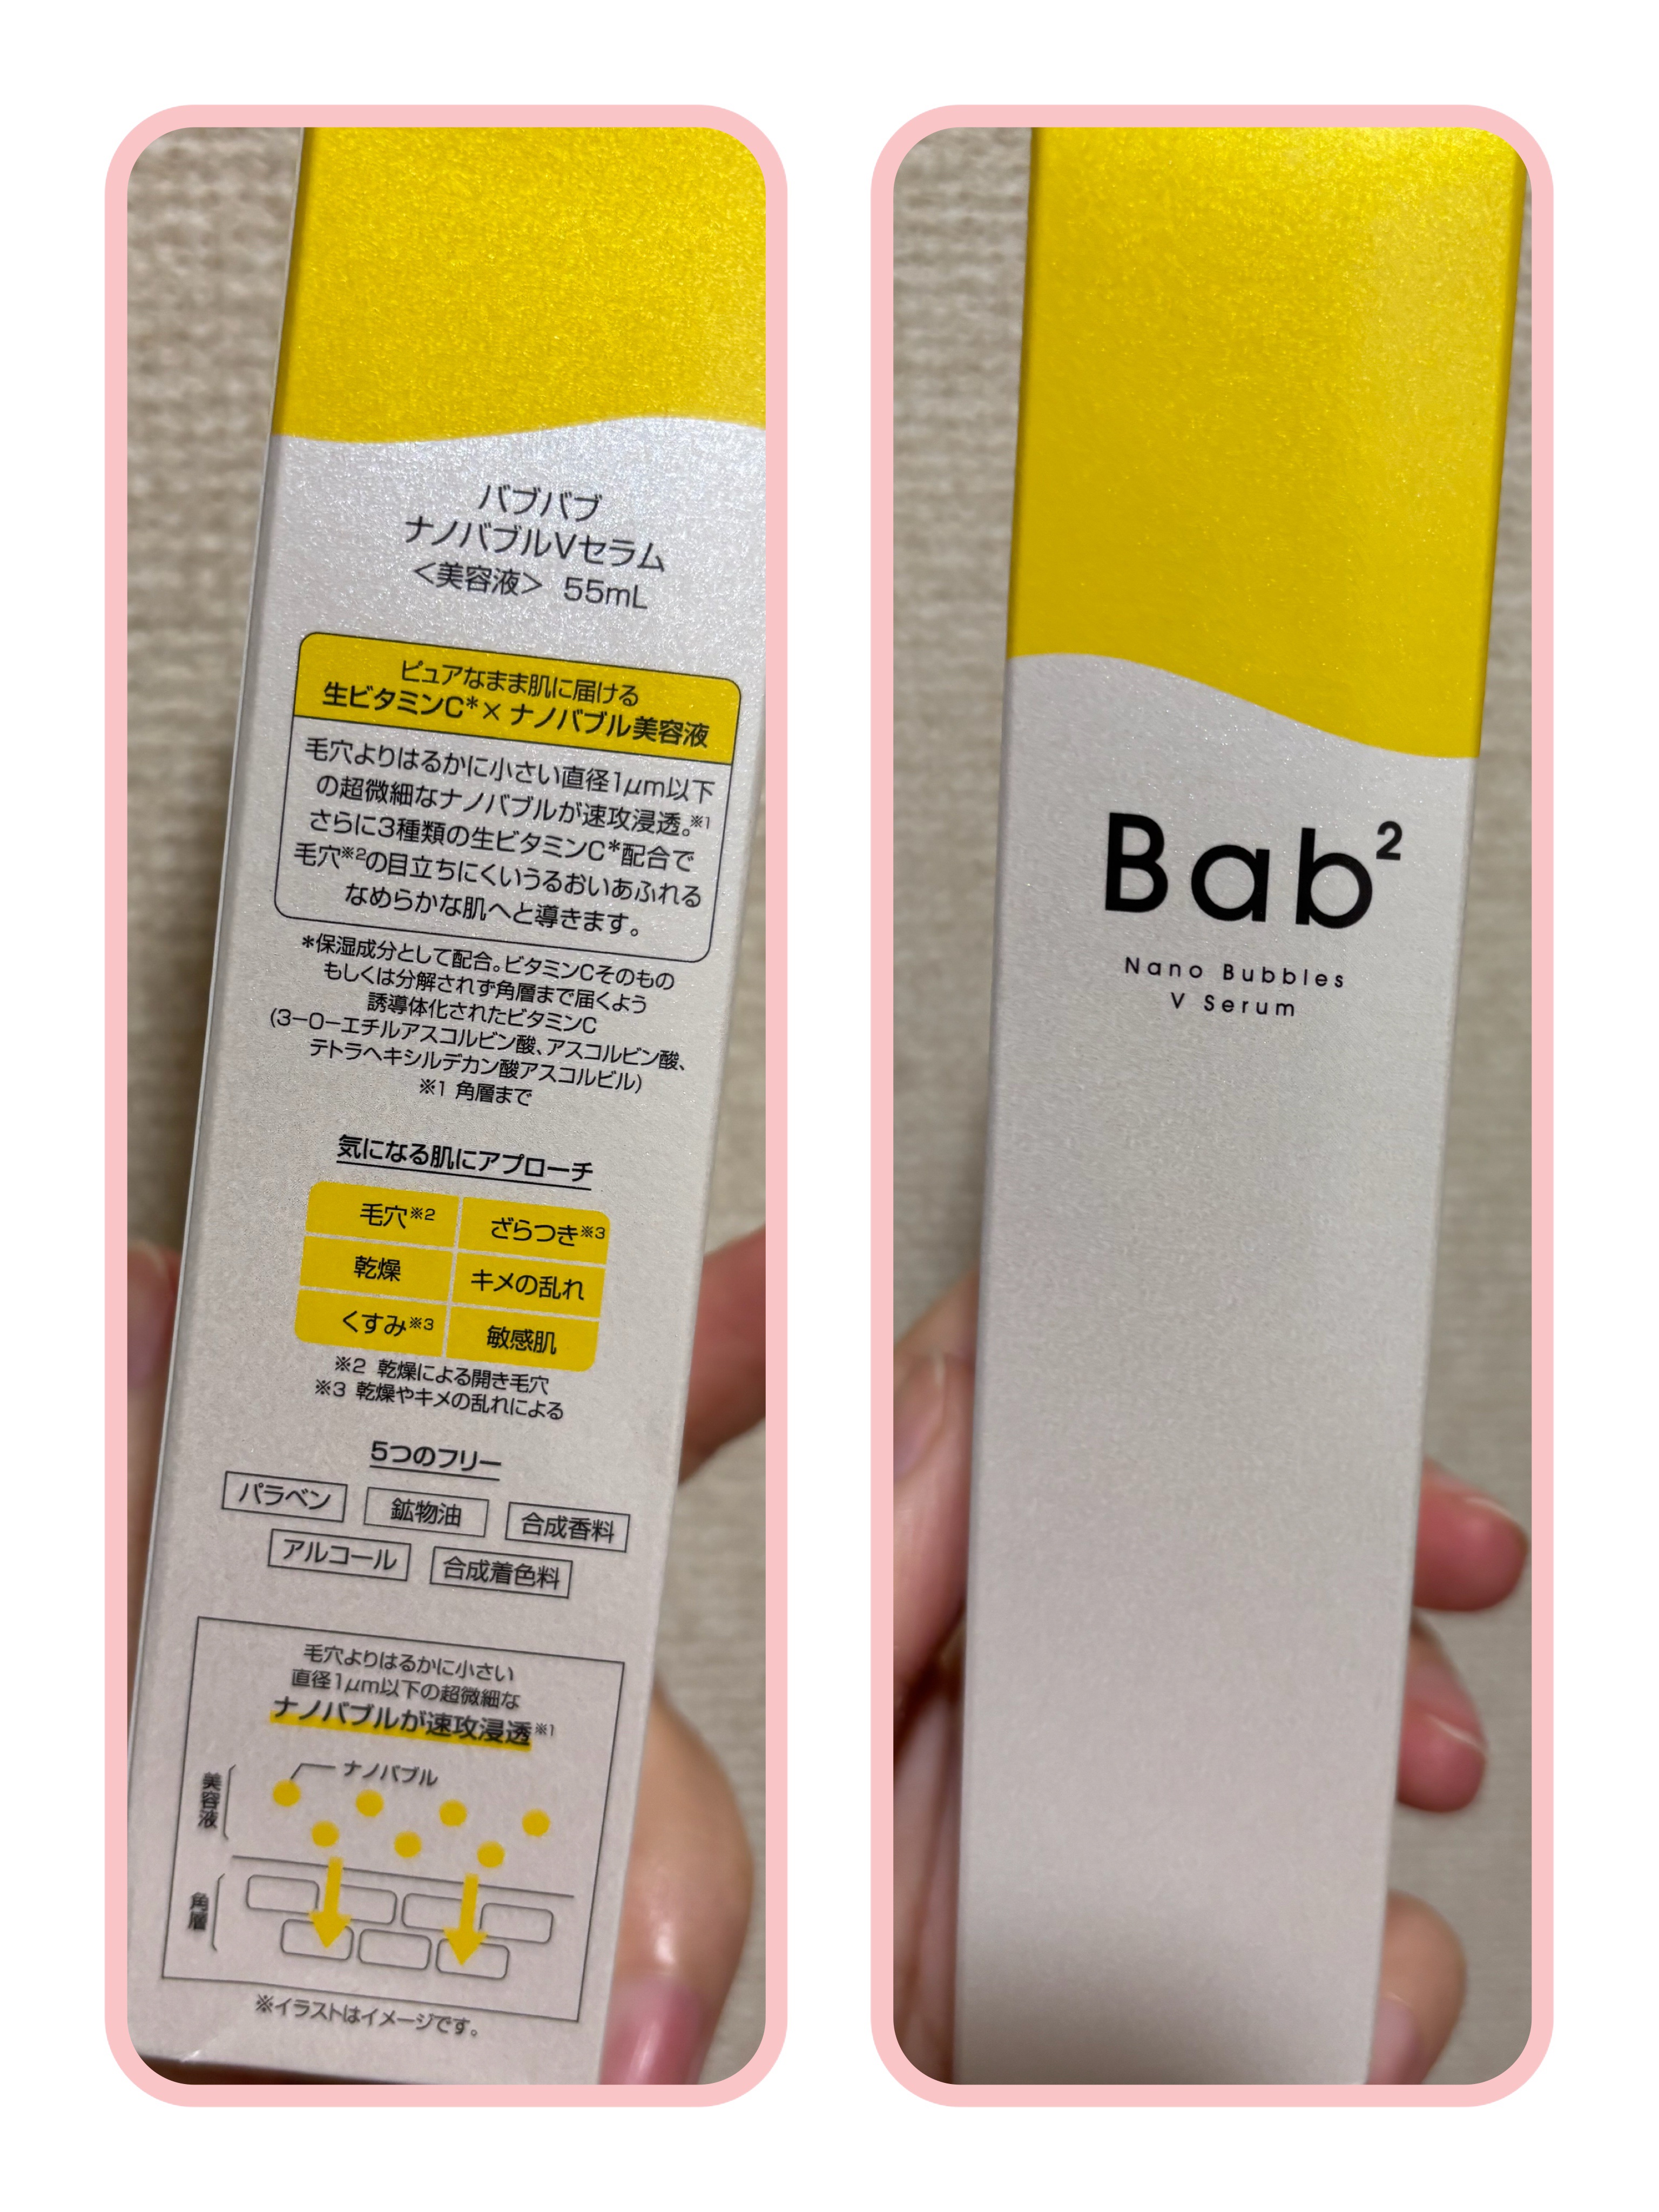 バブバブ
ナノバブルVセラム
＜美容液＞ 55mL
ピュアなまま肌に届ける
生ビタミンC*×ナノバブル美容液
毛穴よりはるかに小さい直径1μm以下
の超微細なナノバブルが速攻浸透。※1
さらに3種類の生ビタミンC*配合で
毛穴※2の目立ちにくいうるおいあふれる
なめらかな肌へと導きます。
*保湿成分として配合。ビタミンCそのもの
もしくは分解されず角層まで届くよう
誘導体化されたビタミンC
(3-O-エチルアスコルビン酸、アスコルビン酸、
テトラヘキシルデカン酸アスコルビル)
※1 角層まで
気になる肌にアプローチ
毛穴※2 ざらつき※3
乾燥 キメの乱れ
くすみ※3 敏感肌
※2 乾燥による開き毛穴
※3 乾燥やキメの乱れによる
5つのフリー
パラベン 鉱物油 合成香料
アルコール 合成着色料
毛穴よりはるかに小さい
直径1μm以下の超微細な
ナノバブルが速攻浸透※1
ナノバブル
美容液
角層
※イラストはイメージです。
Bab²
Nano Bubbles
V Serum